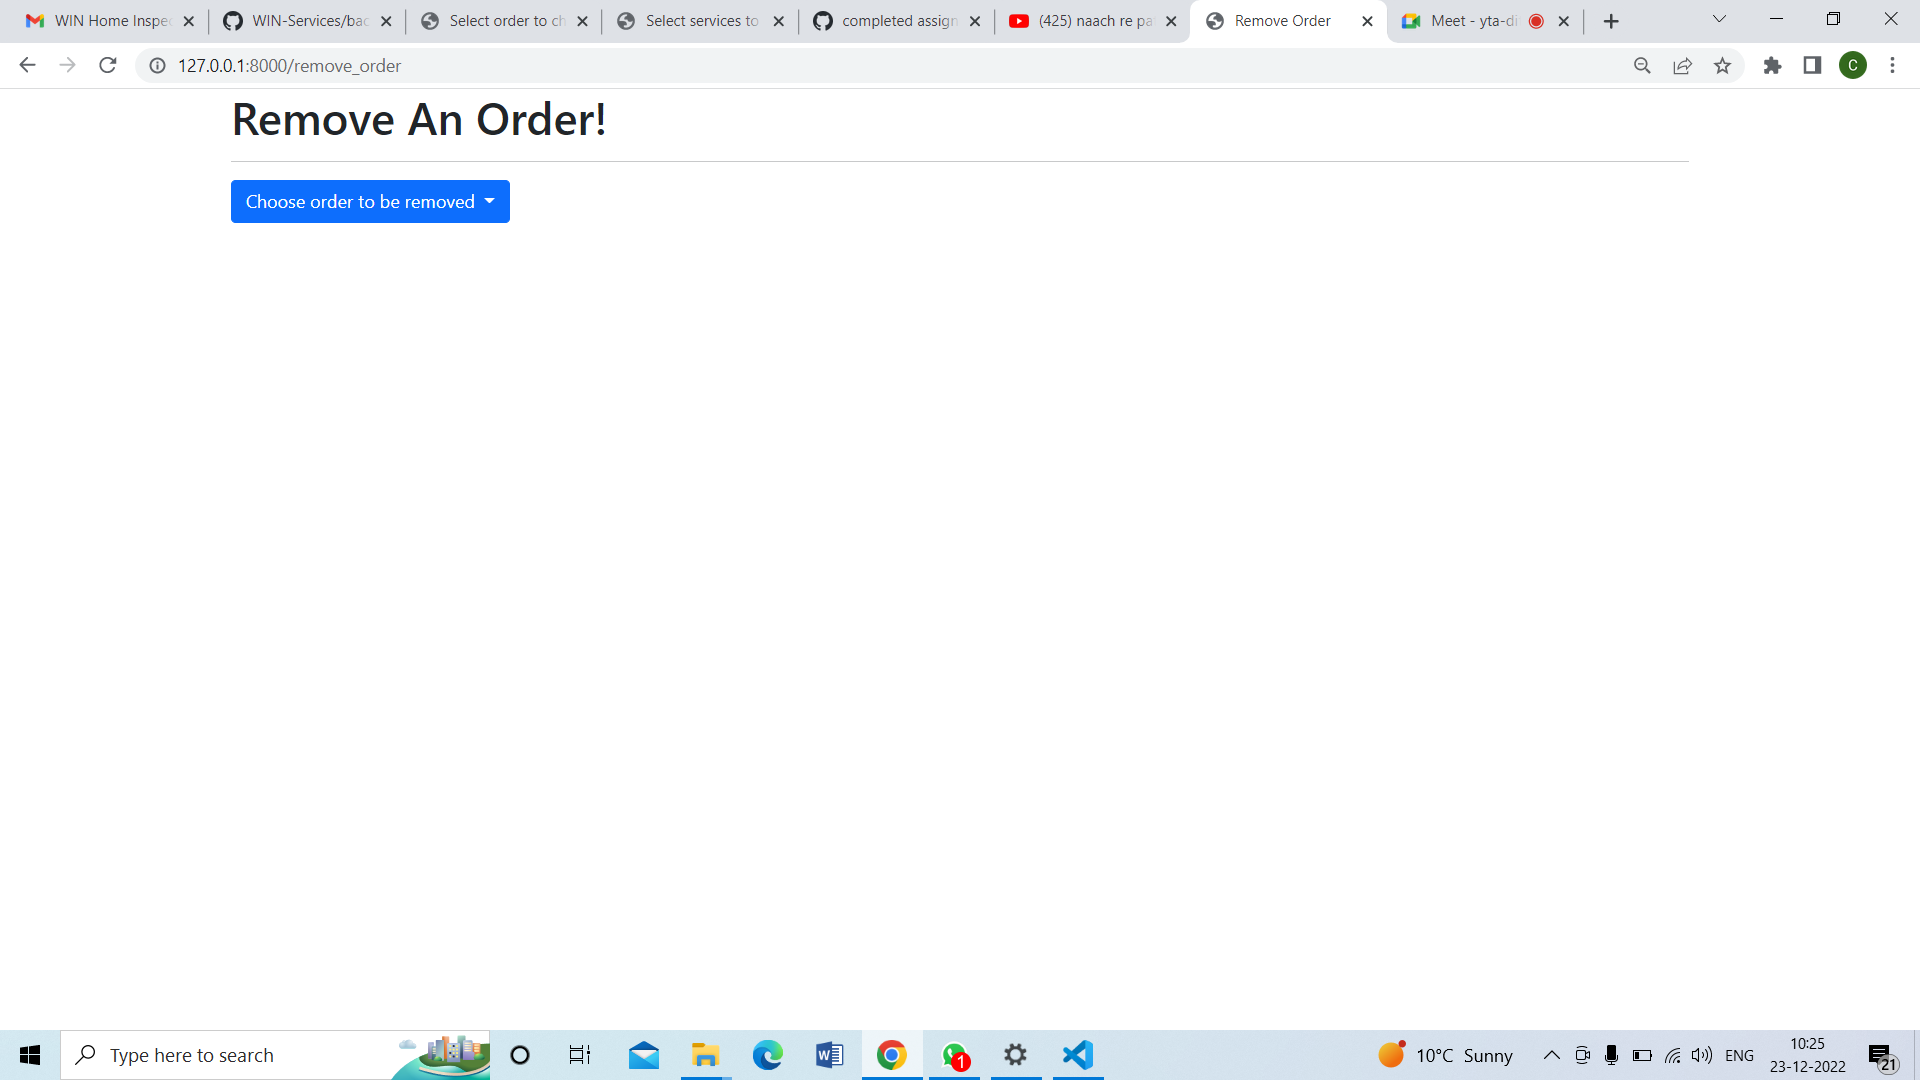 WIN Home Inspec
WIN-Services/bac
Select order to ch
Select services to
completed assign
(425) naach re pa
Remove Order
Meet - yta-di
127.0.0.1:8000/remove_order
C
Remove An Order!
Choose order to be removed
Type here to search
1
10°C Sunny
ENG
10:25
23-12-2022
21